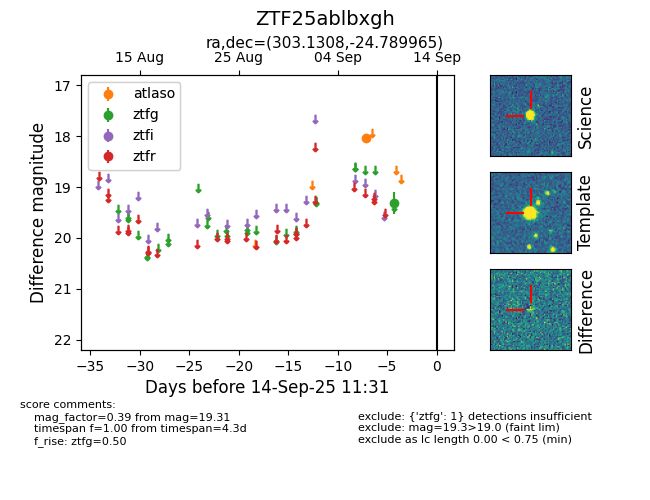 ZTF25ablbxgh
ra,dec=(303.1308,-24.789965)
15 Aug 25 Aug 04 Sep 14 Sep
atlaso
ztfg
ztfi
ztfr
17
18
19
20
21
22
Difference magnitude
−35 −30 −25 −20 −15 −10 −5 0
Days before 14-Sep-25 11:31
Science
Template
Difference
score comments:
mag_factor=0.39 from mag=19.31
timespan f=1.00 from timespan=4.3d
f_rise: ztfg=0.50
exclude: {'ztfg': 1} detections insufficient
exclude: mag=19.3>19.0 (faint lim)
exclude as lc length 0.00 < 0.75 (min)